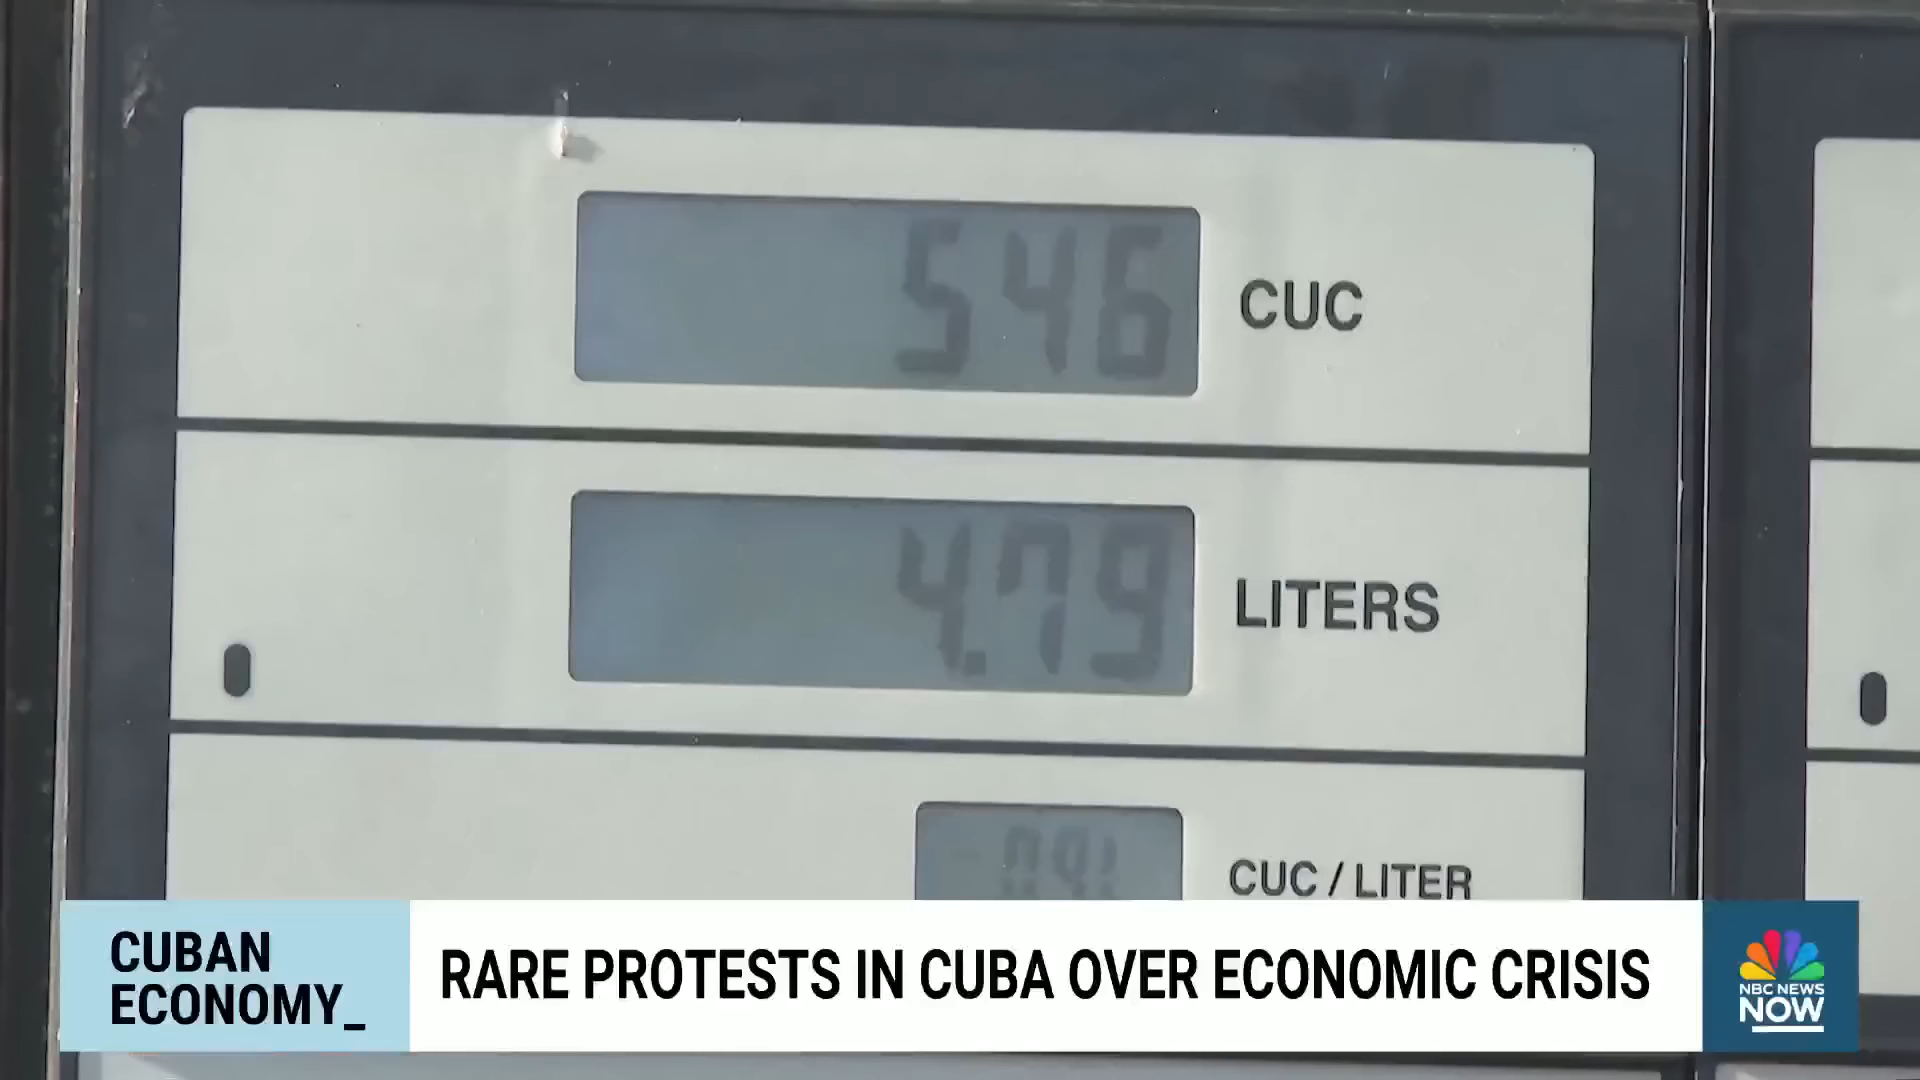 546 CUC
4.79 LITERS
CUC / LITER
CUBAN
ECONOMY_
RARE PROTESTS IN CUBA OVER ECONOMIC CRISIS
NBC NEWS
NOW